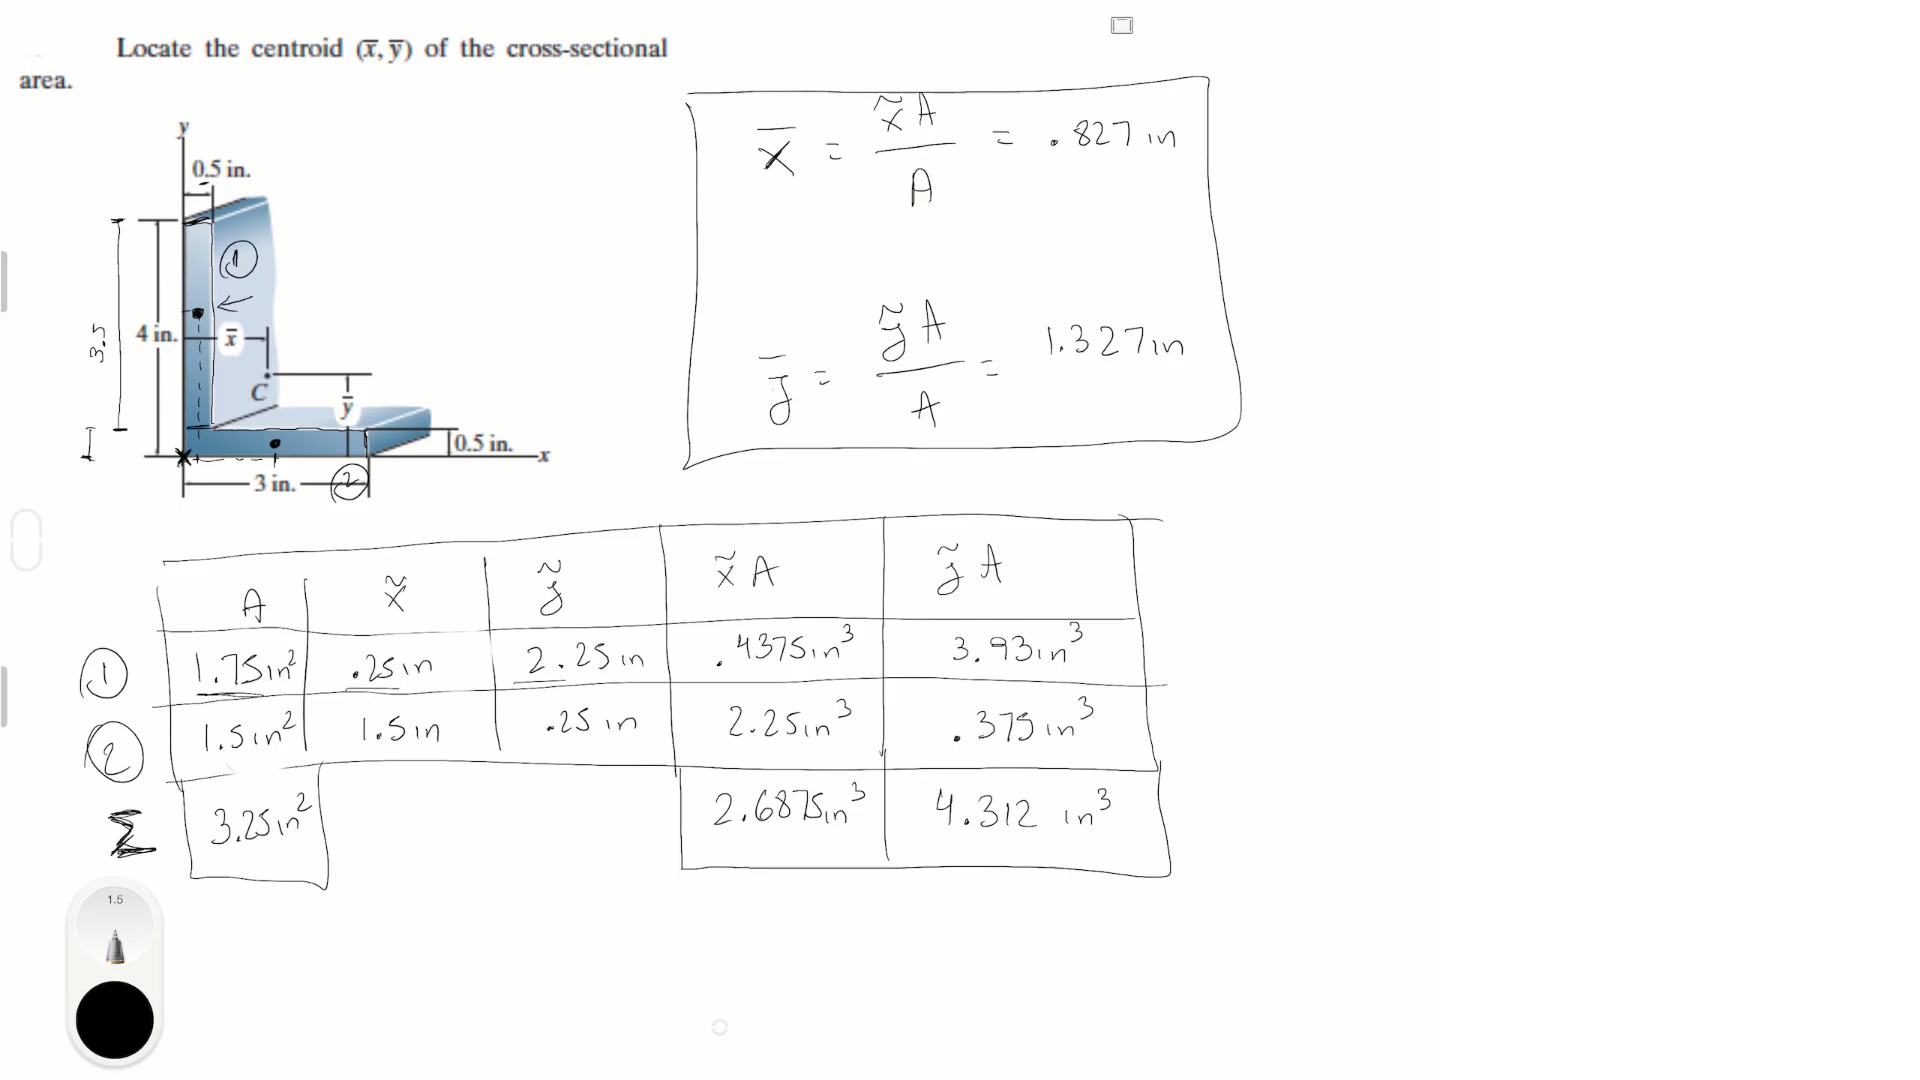 Locate the centroid (x̅, y̅) of the cross-sectional
area.
y
0.5 in.
1
3.5
4 in.
x̅
C
y̅
0.5 in.
x
3 in.
2
x̅ = x̃A / A = .827 in
y̅ = ỹA / A = 1.327 in
A x̃ ỹ x̃A ỹA
1 1.75 in² .25 in 2.25 in .4375 in³ 3.93 in³
2 1.5 in² 1.5 in .25 in 2.25 in³ .375 in³
Σ 3.25 in² 2.6875 in³ 4.312 in³
1.5